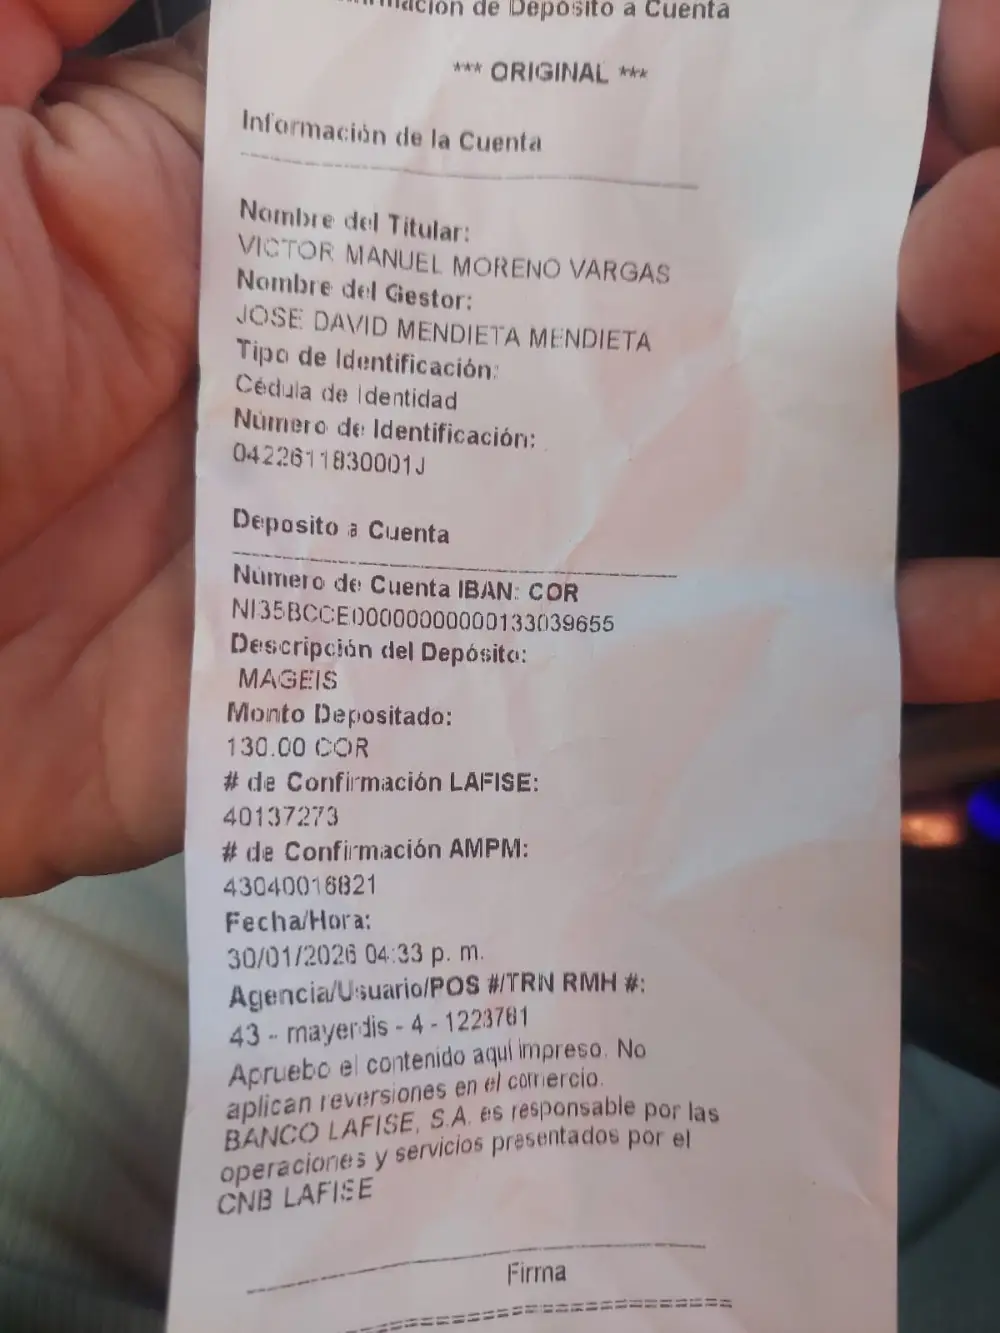 Confirmación de Depósito a Cuenta
*** ORIGINAL ***
Información de la Cuenta
Nombre del Titular:
VICTOR MANUEL MORENO VARGAS
Nombre del Gestor:
JOSE DAVID MENDIETA MENDIETA
Tipo de Identificación:
Cédula de Identidad
Número de Identificación:
0422611830001J
Deposito a Cuenta
Número de Cuenta IBAN: COR
NI35BCCE00000000000133039655
Descripción del Depósito:
MAGEIS
Monto Depositado:
130.00 COR
# de Confirmación LAFISE:
40137273
# de Confirmación AMPM:
43040016821
Fecha/Hora:
30/01/2026 04:33 p. m.
Agencia/Usuario/POS #/TRN RMH #:
43 - mayerdis - 4 - 1223761
Apruebo el contenido aquí impreso. No
aplican reversiones en el comercio.
BANCO LAFISE, S.A. es responsable por las
operaciones y servicios presentados por el
CNB LAFISE
Firma